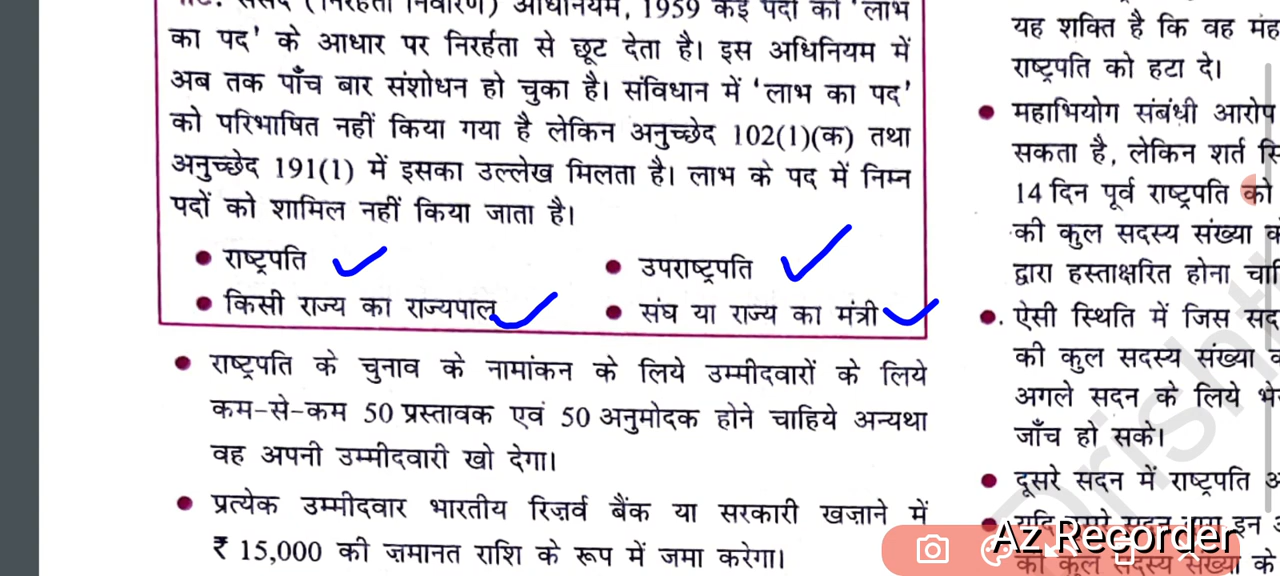 नोट: संसद (निरर्हता निवारण) अधिनियम, 1959 कई पदों को 'लाभ
का पद' के आधार पर निरर्हता से छूट देता है। इस अधिनियम में
अब तक पाँच बार संशोधन हो चुका है। संविधान में 'लाभ का पद'
को परिभाषित नहीं किया गया है लेकिन अनुच्छेद 102(1)(क) तथा
अनुच्छेद 191(1) में इसका उल्लेख मिलता है। लाभ के पद में निम्न
पदों को शामिल नहीं किया जाता है।
• राष्ट्रपति
• उपराष्ट्रपति
• किसी राज्य का राज्यपाल
• संघ या राज्य का मंत्री
• राष्ट्रपति के चुनाव के नामांकन के लिये उम्मीदवारों के लिये
कम-से-कम 50 प्रस्तावक एवं 50 अनुमोदक होने चाहिये अन्यथा
वह अपनी उम्मीदवारी खो देगा।
• प्रत्येक उम्मीदवार भारतीय रिज़र्व बैंक या सरकारी खज़ाने में
₹ 15,000 की ज़मानत राशि के रूप में जमा करेगा।
यह शक्ति है कि वह
राष्ट्रपति को हटा दे।
• महाभियोग संबंधी आरोप
सकता है, लेकिन शर्त
14 दिन पूर्व राष्ट्रपति को
की कुल सदस्य संख्या
द्वारा हस्ताक्षरित होना
• ऐसी स्थिति में जिस
की कुल सदस्य संख्या
अगले सदन के लिये
जाँच हो सके।
• दूसरे सदन में राष्ट्रपति
की कुल सदस्य संख्या के
Drishti
Az Recorder